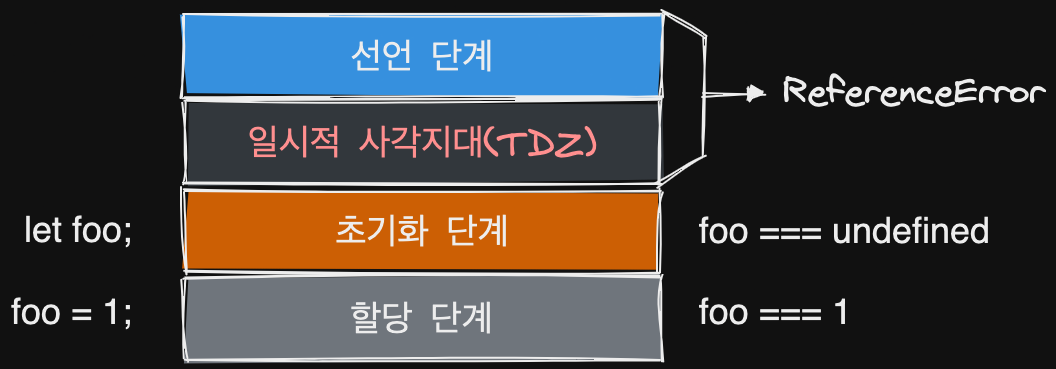 선언 단계
ReferenceError
일시적 사각지대(TDZ)
let foo;
초기화 단계
foo === undefined
foo = 1;
할당 단계
foo === 1